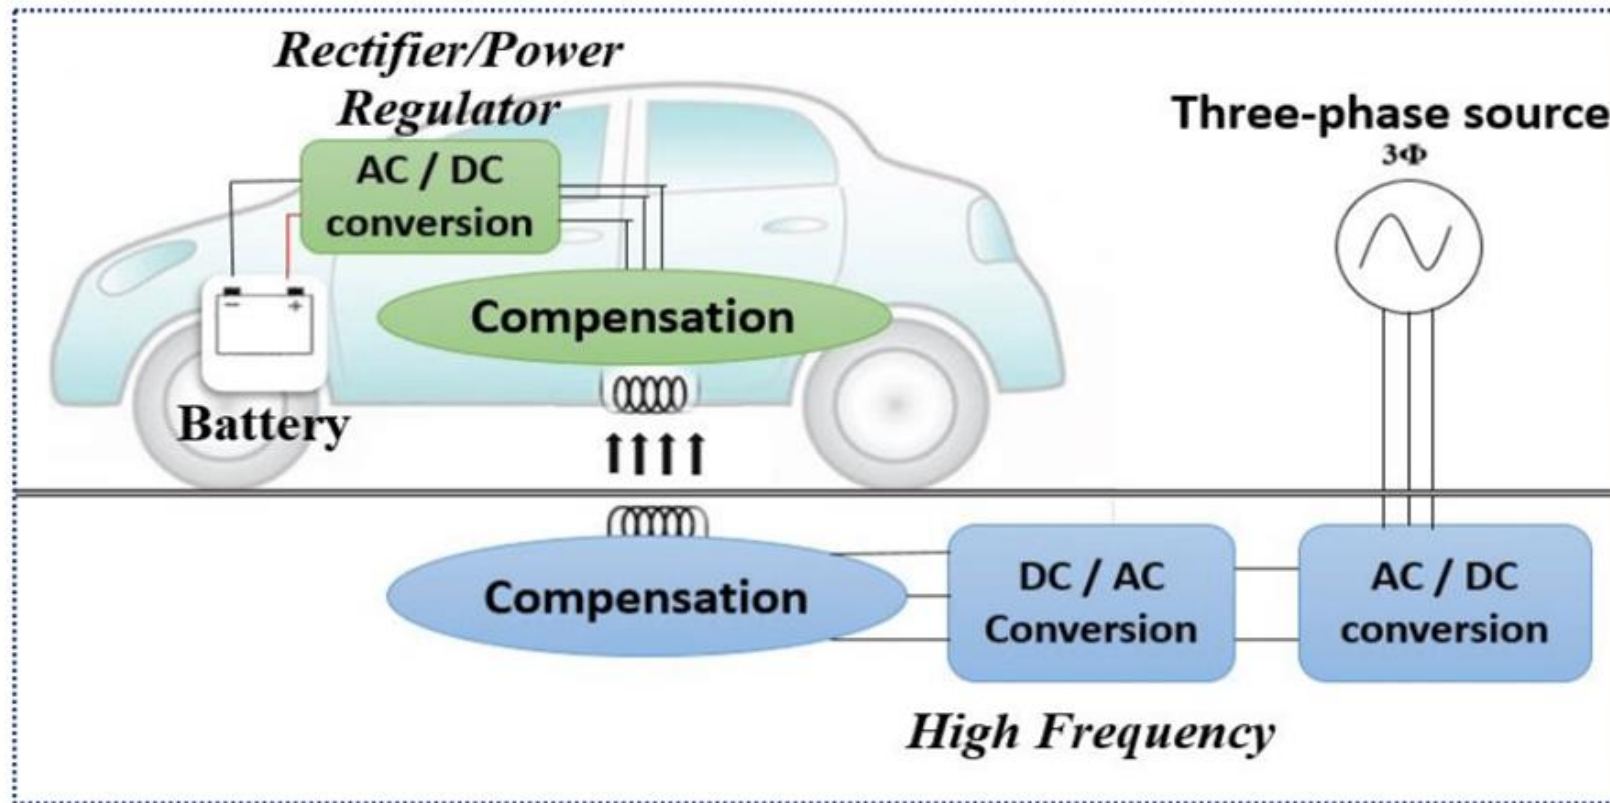 Rectifier/Power
Regulator
AC / DC
conversion
Three-phase source
3Φ
Compensation
− +
Battery
Compensation
DC / AC
Conversion
AC / DC
conversion
High Frequency